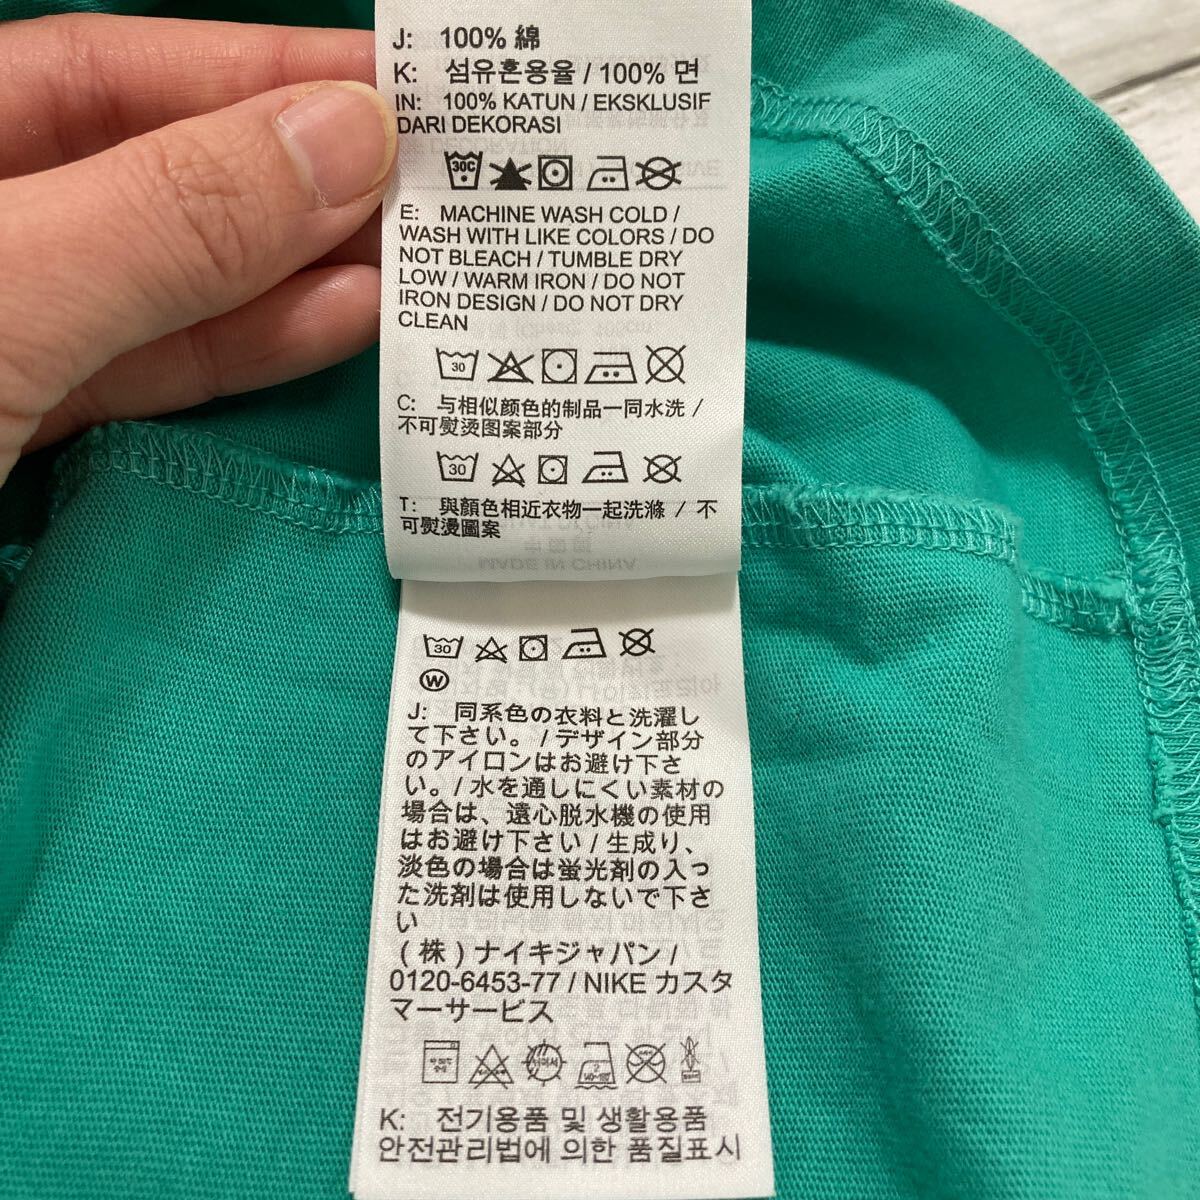 J: 100% 綿
K: 섬유혼용율 / 100% 면
IN: 100% KATUN / EKSKLUSIF
DARI DEKORASI
30C
E: MACHINE WASH COLD /
WASH WITH LIKE COLORS / DO
NOT BLEACH / TUMBLE DRY
LOW / WARM IRON / DO NOT
IRON DESIGN / DO NOT DRY
CLEAN
30
C: 与相似颜色的制品一同水洗 /
不可熨烫图案部分
30
T: 與顏色相近衣物一起洗滌 / 不
可熨燙圖案
MADE IN CHINA
30
W
J: 同系色の衣料と洗濯し
て下さい。/ デザイン部分
のアイロンはお避け下さ
い。/ 水を通しにくい素材の
場合は、遠心脱水機の使用
はお避け下さい / 生成り、
淡色の場合は蛍光剤の入っ
た洗剤は使用しないで下さ
い
(株) ナイキジャパン /
0120-6453-77 / NIKE カスタ
マーサービス
K: 전기용품 및 생활용품
안전관리법에 의한 품질표시